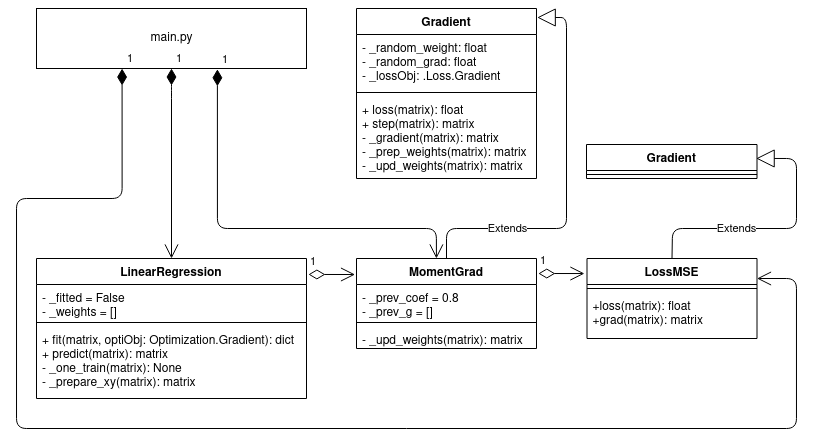 main.py
1
1
1
Gradient
- _random_weight: float
- _random_grad: float
- _lossObj: .Loss.Gradient
+ loss(matrix): float
+ step(matrix): matrix
- _gradient(matrix): matrix
- _prep_weights(matrix): matrix
- _upd_weights(matrix): matrix
Gradient
Extends
Extends
LinearRegression
- _fitted = False
- _weights = []
+ fit(matrix, optiObj: Optimization.Gradient): dict
+ predict(matrix): matrix
- _one_train(matrix): None
- _prepare_xy(matrix): matrix
1
MomentGrad
- _prev_coef = 0.8
- _prev_g = []
- _upd_weights(matrix): matrix
1
LossMSE
+loss(matrix): float
+grad(matrix): matrix